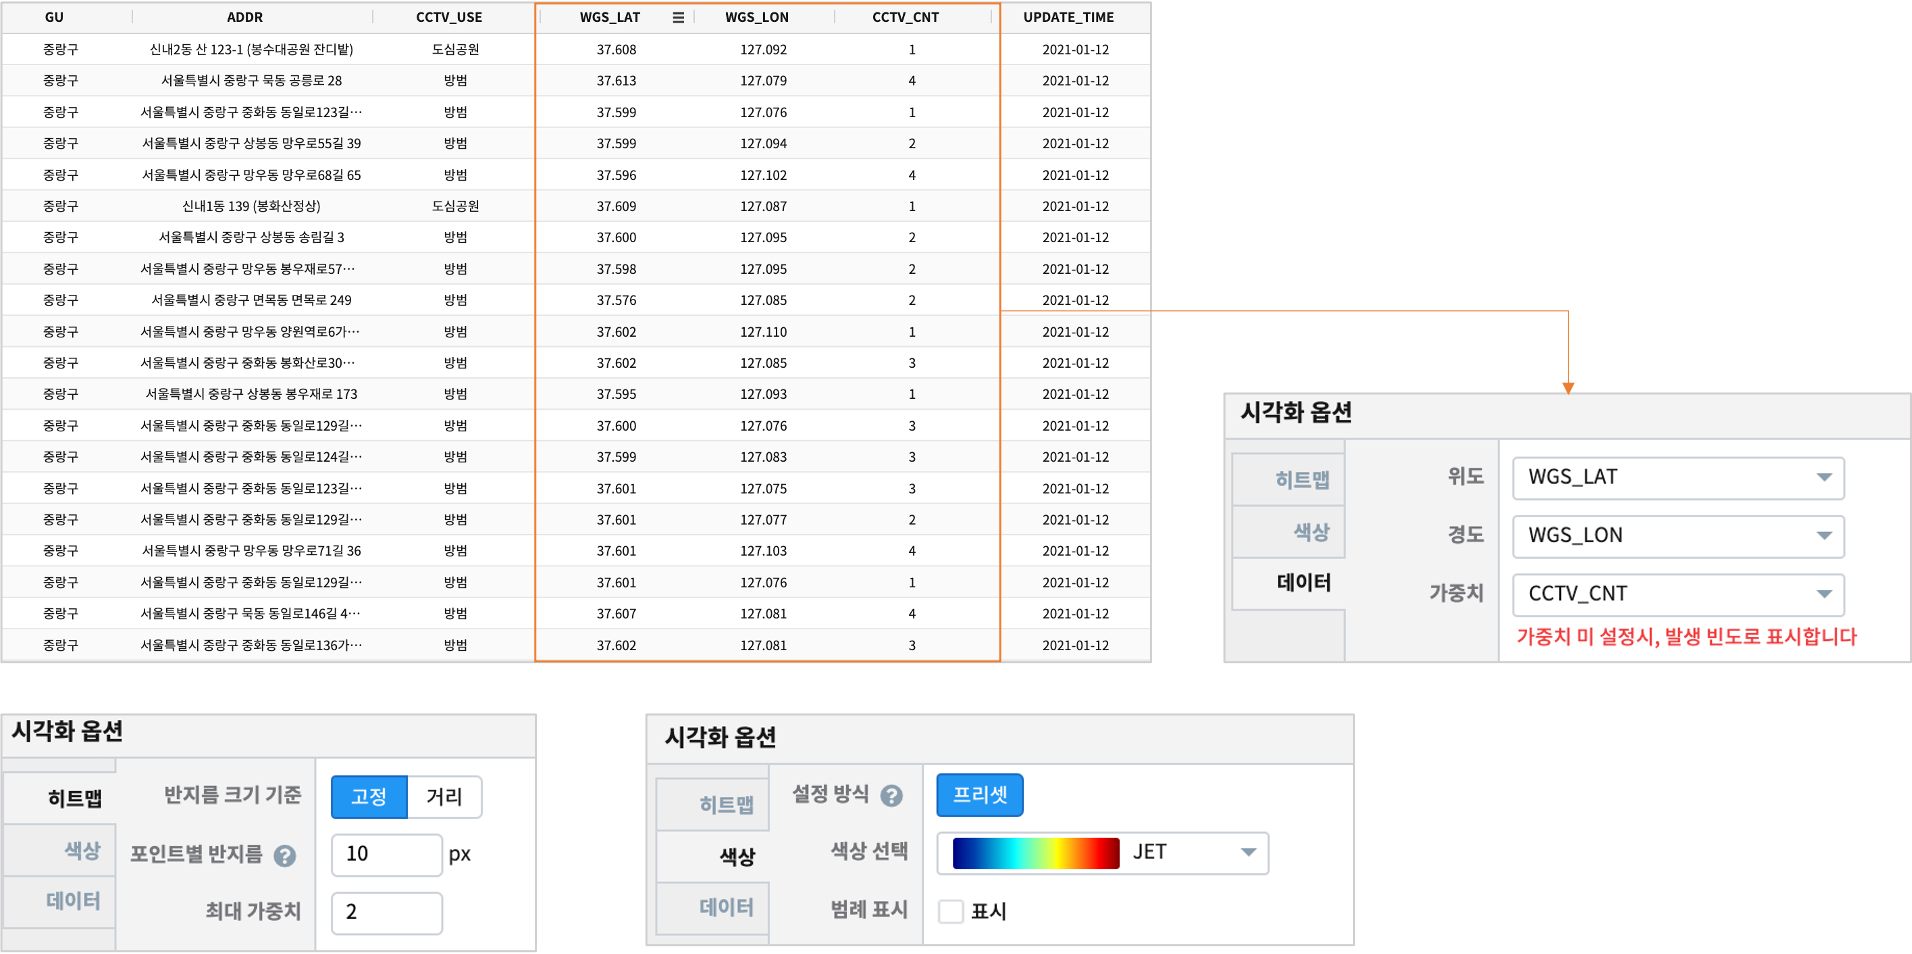 GU ADDR CCTV_USE WGS_LAT WGS_LON CCTV_CNT UPDATE_TIME
중랑구 신내2동 산 123-1 (봉수대공원 잔디밭) 도심공원 37.608 127.092 1 2021-01-12
중랑구 서울특별시 중랑구 묵동 공릉로 28 방범 37.613 127.079 4 2021-01-12
중랑구 서울특별시 중랑구 중화동 동일로123길… 방범 37.599 127.076 1 2021-01-12
중랑구 서울특별시 중랑구 상봉동 망우로55길 39 방범 37.599 127.094 2 2021-01-12
중랑구 서울특별시 중랑구 망우동 망우로68길 65 방범 37.596 127.102 4 2021-01-12
중랑구 신내1동 139 (봉화산정상) 도심공원 37.609 127.087 1 2021-01-12
중랑구 서울특별시 중랑구 상봉동 송림길 3 방범 37.600 127.095 2 2021-01-12
중랑구 서울특별시 중랑구 망우동 봉우재로57… 방범 37.598 127.095 2 2021-01-12
중랑구 서울특별시 중랑구 면목동 면목로 249 방범 37.576 127.085 2 2021-01-12
중랑구 서울특별시 중랑구 망우동 양원역로6가… 방범 37.602 127.110 1 2021-01-12
중랑구 서울특별시 중랑구 중화동 봉화산로30… 방범 37.602 127.085 3 2021-01-12
중랑구 서울특별시 중랑구 상봉동 봉우재로 173 방범 37.595 127.093 1 2021-01-12
중랑구 서울특별시 중랑구 중화동 동일로129길… 방범 37.600 127.076 3 2021-01-12
중랑구 서울특별시 중랑구 중화동 동일로124길… 방범 37.599 127.083 3 2021-01-12
중랑구 서울특별시 중랑구 중화동 동일로123길… 방범 37.601 127.075 3 2021-01-12
중랑구 서울특별시 중랑구 중화동 동일로129길… 방범 37.601 127.077 2 2021-01-12
중랑구 서울특별시 중랑구 망우동 망우로71길 36 방범 37.601 127.103 4 2021-01-12
중랑구 서울특별시 중랑구 중화동 동일로129길… 방범 37.601 127.076 1 2021-01-12
중랑구 서울특별시 중랑구 묵동 동일로146길 4… 방범 37.607 127.081 4 2021-01-12
중랑구 서울특별시 중랑구 중화동 동일로136가… 방범 37.602 127.081 3 2021-01-12
시각화 옵션
히트맵
색상
데이터
위도 WGS_LAT
경도 WGS_LON
가중치 CCTV_CNT
가중치 미 설정시, 발생 빈도로 표시합니다
시각화 옵션
히트맵
색상
데이터
반지름 크기 기준 고정 거리
포인트별 반지름 ? 10 px
최대 가중치 2
시각화 옵션
히트맵
색상
데이터
설정 방식 ? 프리셋
색상 선택 JET
범례 표시 표시